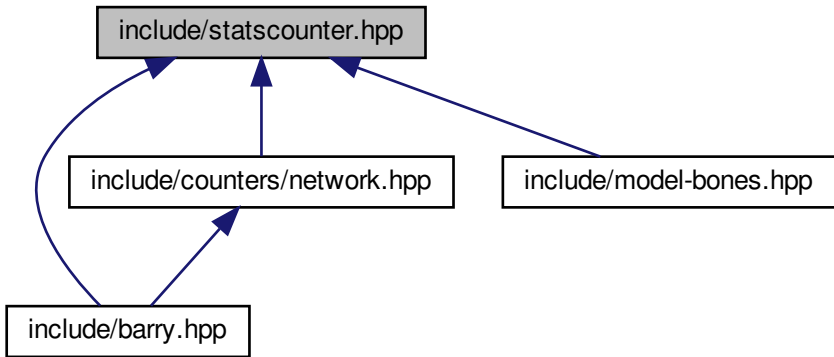 include/statscounter.hpp
include/counters/network.hpp
include/model-bones.hpp
include/barry.hpp